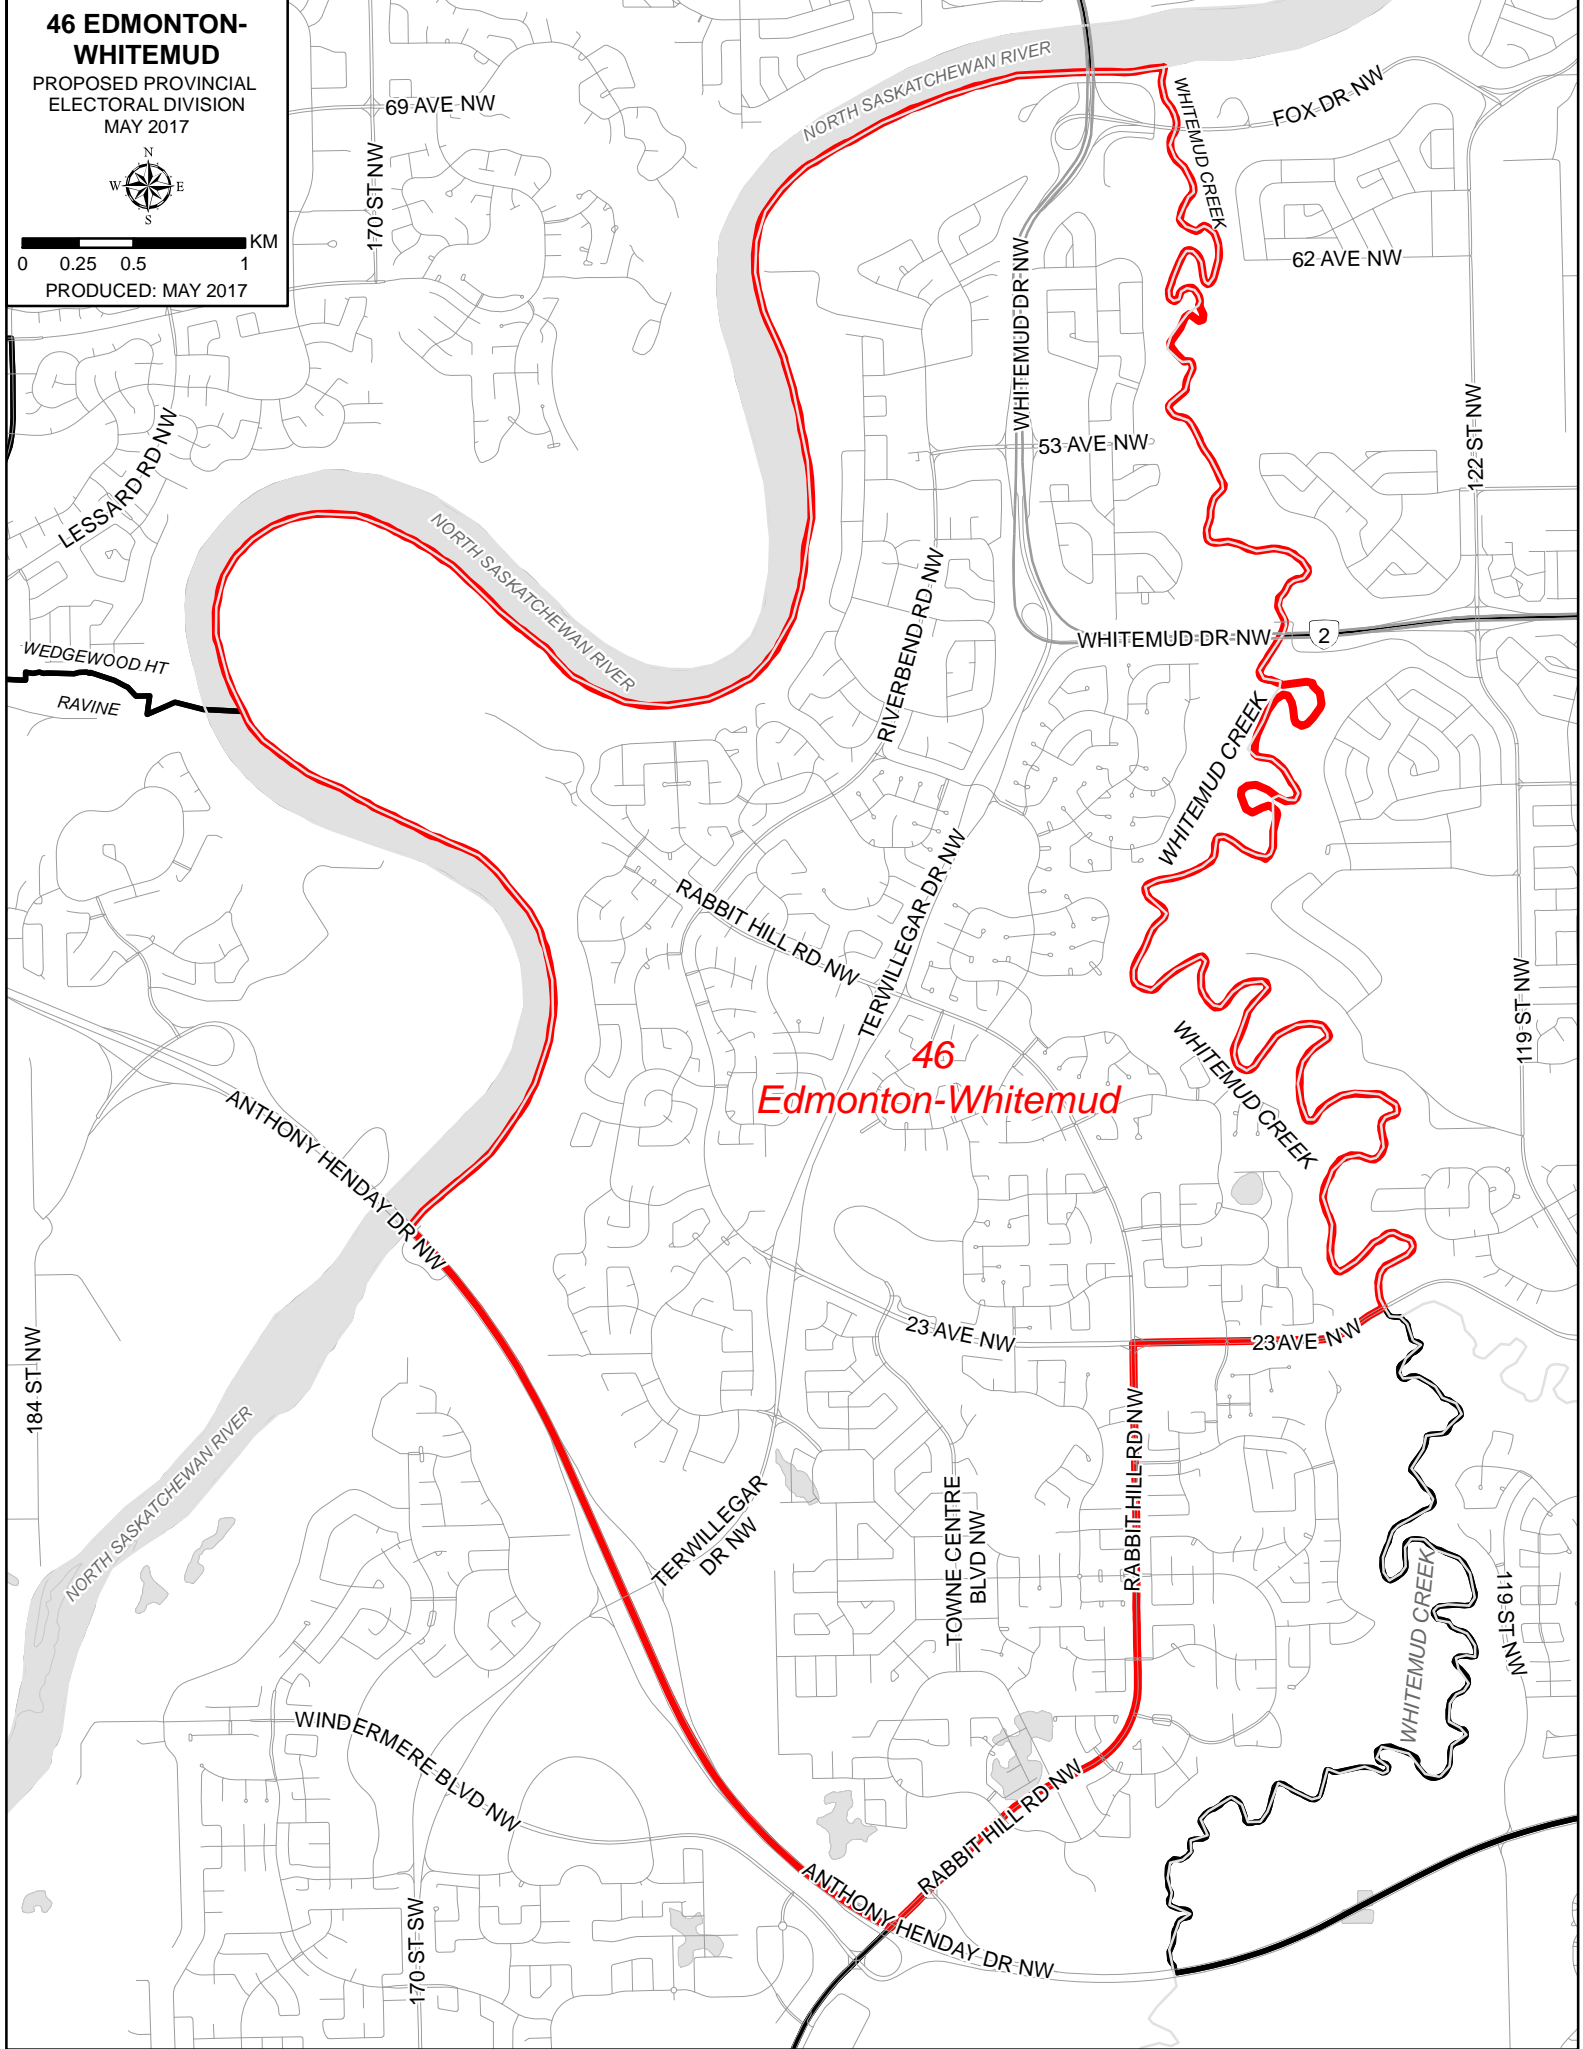 46 EDMONTON-
WHITEMUD
PROPOSED PROVINCIAL
ELECTORAL DIVISION
MAY 2017
N
W E
S
KM
0 0.25 0.5 1
PRODUCED: MAY 2017
69 AVE NW
170 ST NW
NORTH SASKATCHEWAN RIVER
WHITEMUD CREEK
FOX DR NW
62 AVE NW
WHITEMUD DR NW
53 AVE NW
122 ST NW
LESSARD RD NW
NORTH SASKATCHEWAN RIVER
RIVERBEND RD NW
WHITEMUD DR NW
2
WEDGEWOOD HT
RAVINE
WHITEMUD CREEK
RABBIT HILL RD NW
TERWILLEGAR DR NW
119 ST NW
WHITEMUD CREEK
46
Edmonton-Whitemud
ANTHONY HENDAY DR NW
184 ST NW
23 AVE NW
23 AVE NW
NORTH SASKATCHEWAN RIVER
RABBIT HILL RD NW
TERWILLEGAR
DR NW
TOWNE CENTRE
BLVD NW
WHITEMUD CREEK
119 ST NW
WINDERMERE BLVD NW
RABBIT HILL RD NW
ANTHONY HENDAY DR NW
170 ST SW